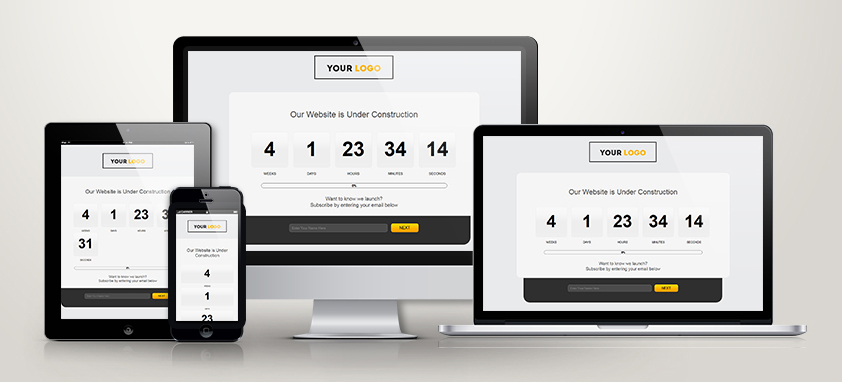 YOUR LOGO
Our Website is Under Construction
4 1 23 34 14
WEEKS DAYS HOURS MINUTES SECONDS
0%
Want to know we launch?
Subscribe by entering your email below
NEXT
YOUR LOGO
Our Website is Under Construction
4 1 23
WEEKS DAYS HOURS
31
SECONDS
0%
Want to know we launch?
Subscribe by entering your email below
NEXT
YOUR LOGO
Our Website is Under
Construction
4
WEEKS
1
DAYS
23
YOUR LOGO
Our Website is Under Construction
4 1 23 34 14
WEEKS DAYS HOURS MINUTES SECONDS
0%
Want to know we launch?
Subscribe by entering your email below
NEXT